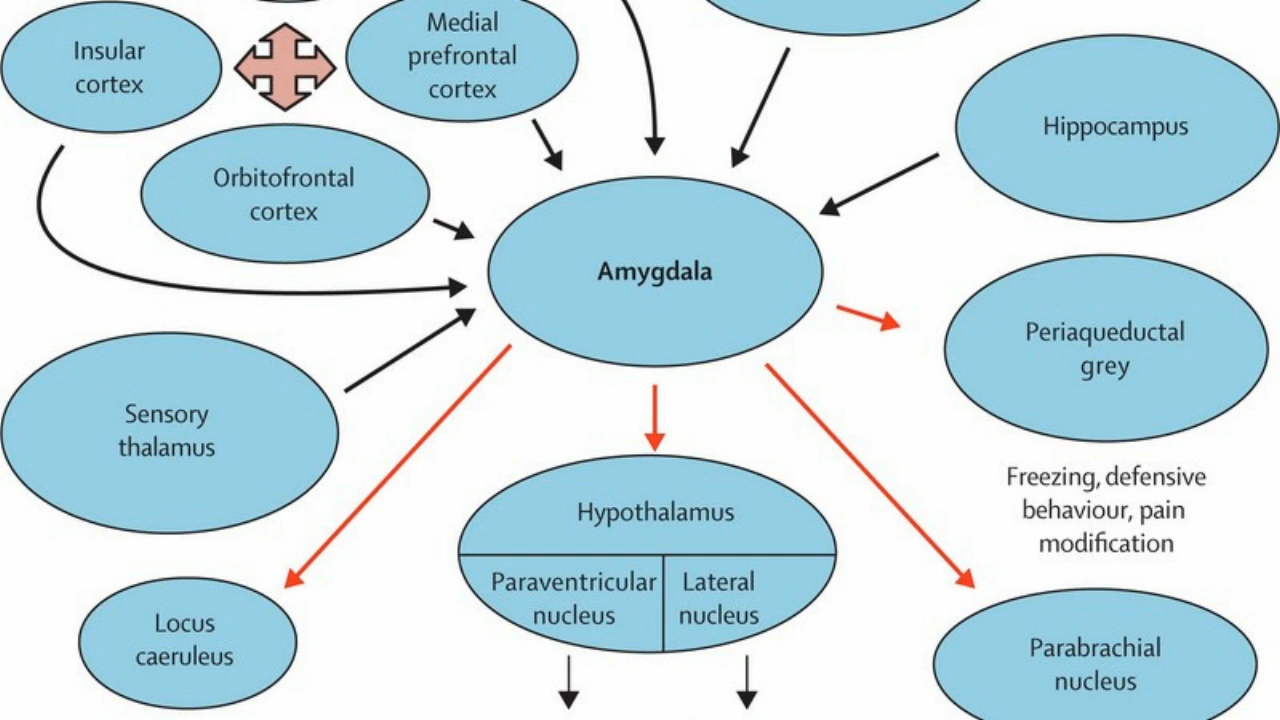 Insular
cortex
Medial
prefrontal
cortex
Hippocampus
Orbitofrontal
cortex
Amygdala
Periaqueductal
grey
Sensory
thalamus
Freezing, defensive
behaviour, pain
modification
Hypothalamus
Paraventricular
nucleus
Lateral
nucleus
Locus
caeruleus
Parabrachial
nucleus